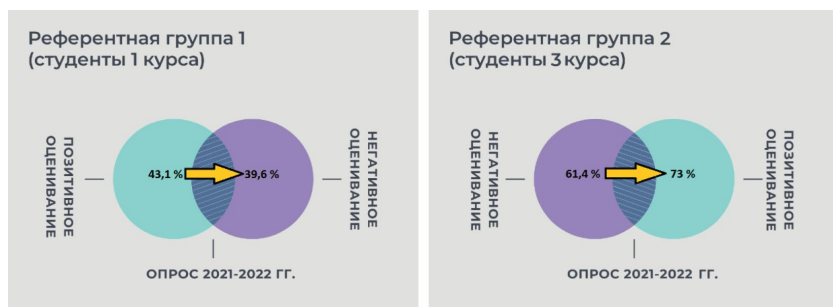 Референтная группа 1
(студенты 1 курса)
ПОЗИТИВНОЕ
ОЦЕНИВАНИЕ
43,1 %
39,6 %
НЕГАТИВНОЕ
ОЦЕНИВАНИЕ
ОПРОС 2021-2022 ГГ.
Референтная группа 2
(студенты 3 курса)
НЕГАТИВНОЕ
ОЦЕНИВАНИЕ
61,4 %
73 %
ПОЗИТИВНОЕ
ОЦЕНИВАНИЕ
ОПРОС 2021-2022 ГГ.